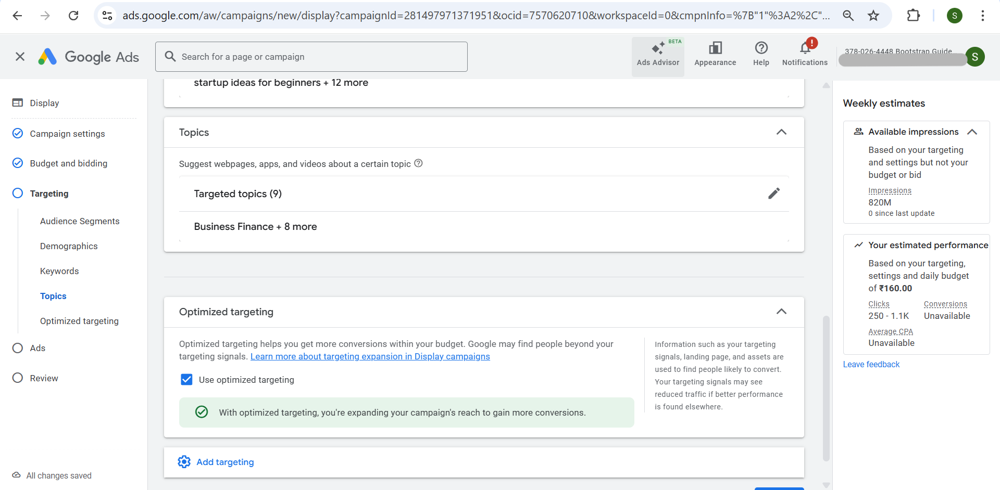 ads.google.com/aw/campaigns/new/display?campaignId=281497971371951&ocid=7570620710&workspaceId=0&cmpnInfo=%7B"1"%3A2%2C"...
S
Google Ads
Search for a page or campaign
BETA
Ads Advisor
Appearance
Help
!
Notifications
378-026-4448 Bootstrap Guide
S
Display
Campaign settings
Budget and bidding
Targeting
Audience Segments
Demographics
Keywords
Topics
Optimized targeting
Ads
Review
All changes saved
startup ideas for beginners + 12 more
Topics
Suggest webpages, apps, and videos about a certain topic
Targeted topics (9)
Business Finance + 8 more
Optimized targeting
Optimized targeting helps you get more conversions within your budget. Google may find people beyond your
targeting signals. Learn more about targeting expansion in Display campaigns
Use optimized targeting
With optimized targeting, you're expanding your campaign's reach to gain more conversions.
Information such as your targeting
signals, landing page, and assets are
used to find people likely to convert.
Your targeting signals may see
reduced traffic if better performance
is found elsewhere.
Add targeting
Weekly estimates
Available impressions
Based on your targeting
and settings but not your
budget or bid
Impressions
820M
0 since last update
Your estimated performance
Based on your targeting,
settings and daily budget
of ₹160.00
Clicks Conversions
250 - 1.1K Unavailable
Average CPA
Unavailable
Leave feedback